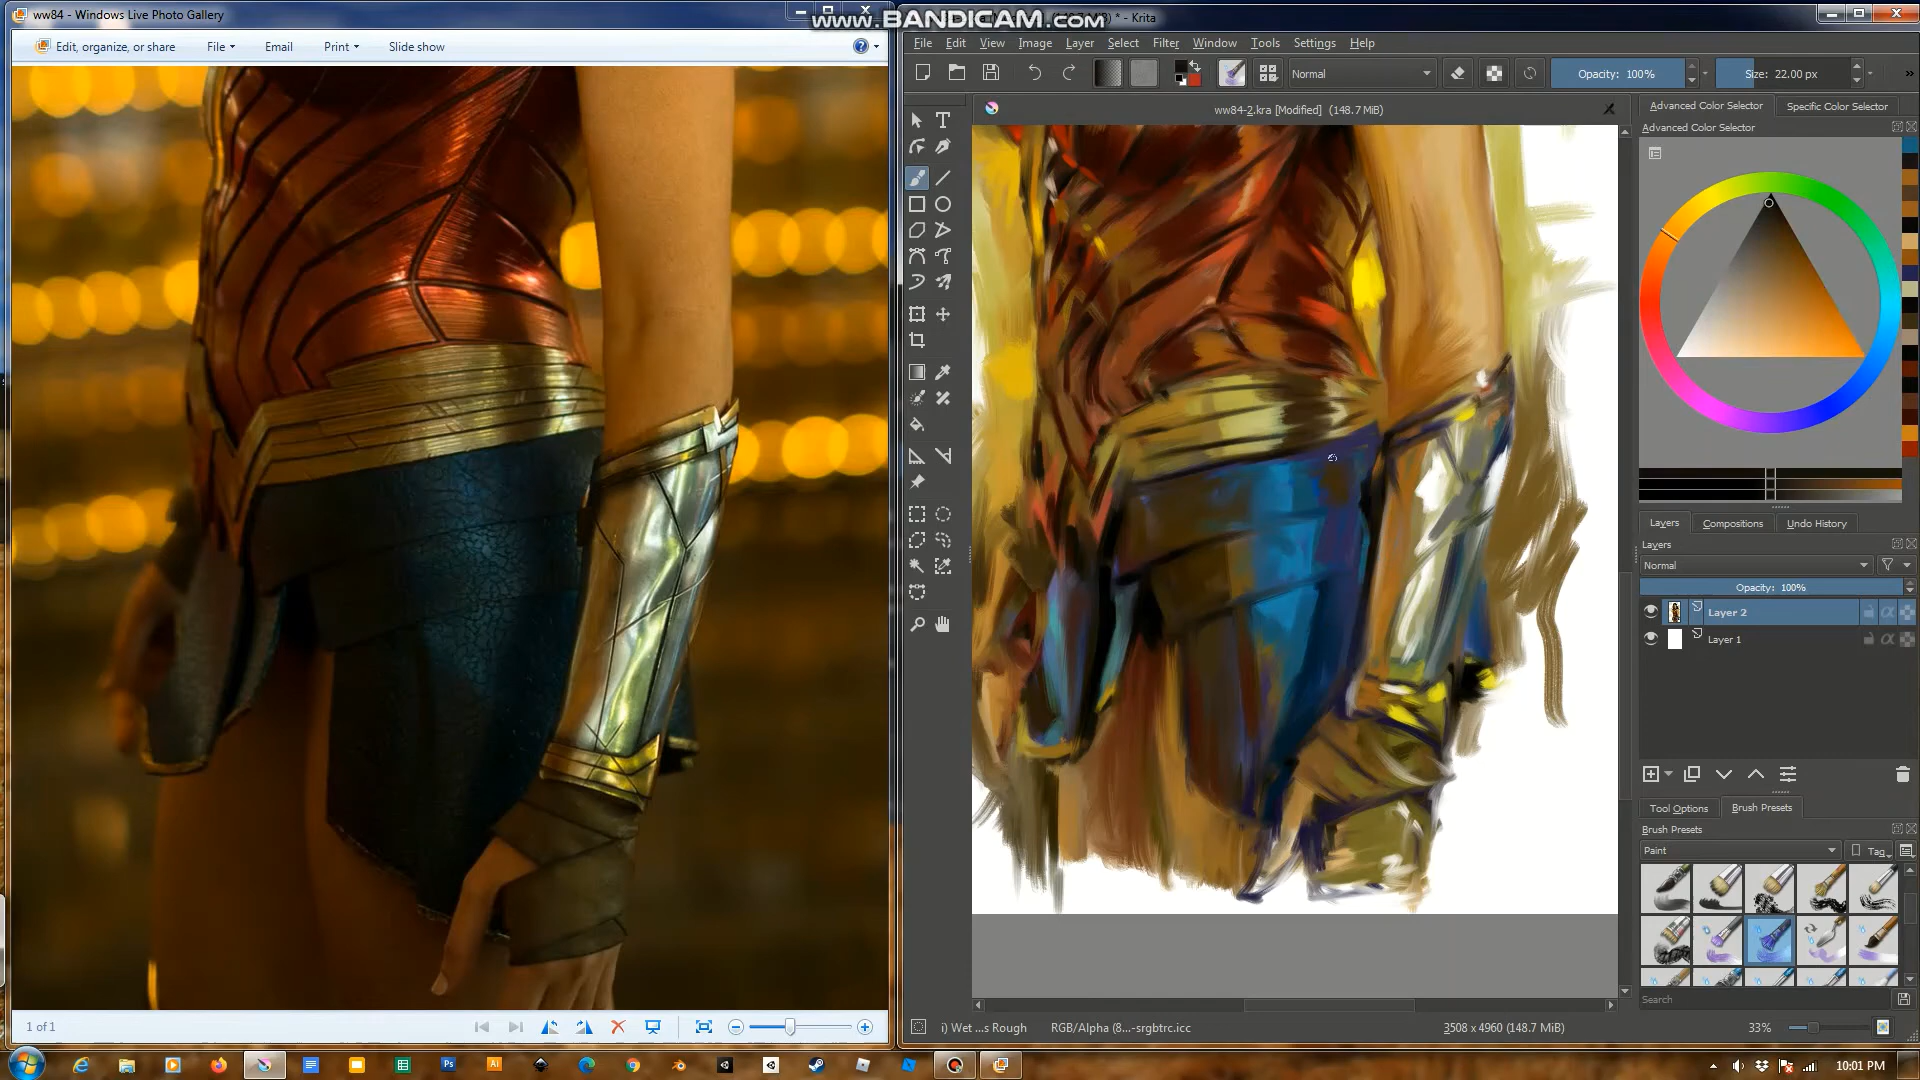 ww84 - Windows Live Photo Gallery
www.BANDICAM.com
* - Krita
Edit, organize, or share
File
Email
Print
Slide show
File
Edit
View
Image
Layer
Select
Filter
Window
Tools
Settings
Help
Normal
Opacity: 100%
Size: 22.00 px
ww84-2.kra [Modified] (148.7 MiB)
Advanced Color Selector
Specific Color Selector
Advanced Color Selector
Layers
Compositions
Undo History
Layers
Normal
Opacity: 100%
Layer 2
Layer 1
Tool Options
Brush Presets
Brush Presets
Paint
Tag
Search
1 of 1
i) Wet ...s Rough
RGB/Alpha (8...-srgbtrc.icc
3508 x 4960 (148.7 MiB)
33%
Ps
Ai
10:01 PM